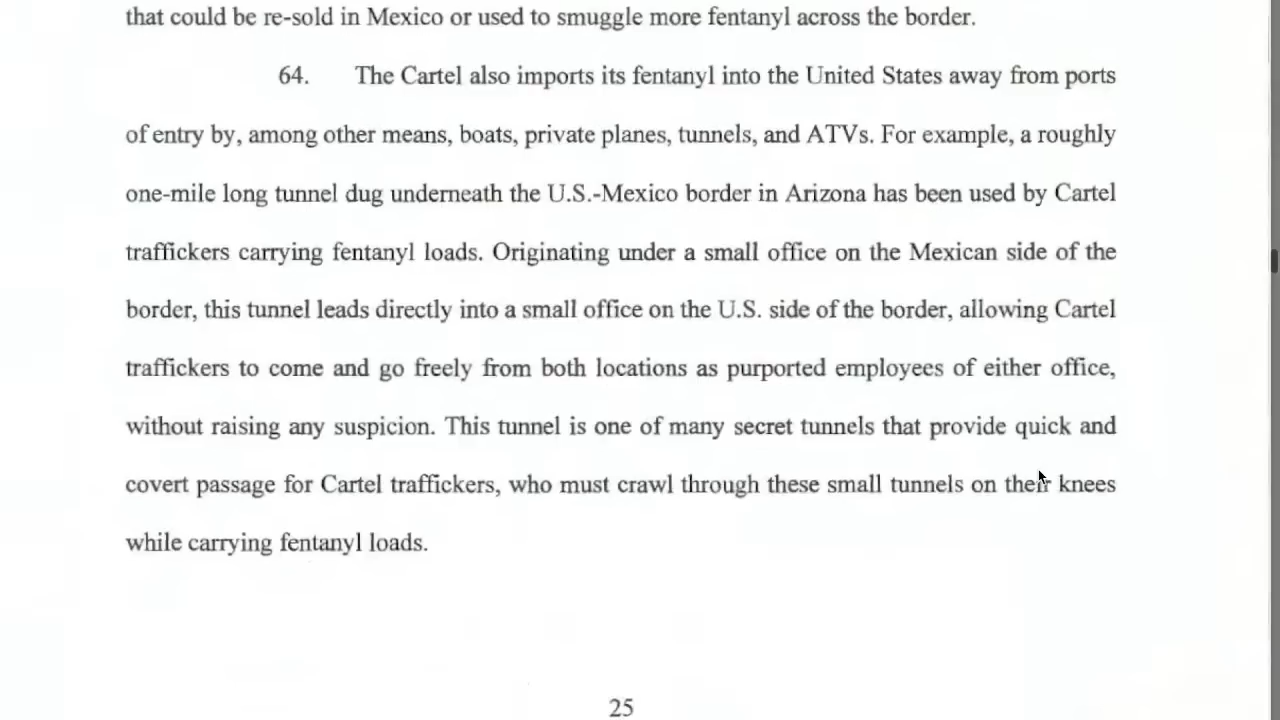 that could be re-sold in Mexico or used to smuggle more fentanyl across the border.
64. The Cartel also imports its fentanyl into the United States away from ports
of entry by, among other means, boats, private planes, tunnels, and ATVs. For example, a roughly
one-mile long tunnel dug underneath the U.S.-Mexico border in Arizona has been used by Cartel
traffickers carrying fentanyl loads. Originating under a small office on the Mexican side of the
border, this tunnel leads directly into a small office on the U.S. side of the border, allowing Cartel
traffickers to come and go freely from both locations as purported employees of either office,
without raising any suspicion. This tunnel is one of many secret tunnels that provide quick and
covert passage for Cartel traffickers, who must crawl through these small tunnels on their knees
while carrying fentanyl loads.
25